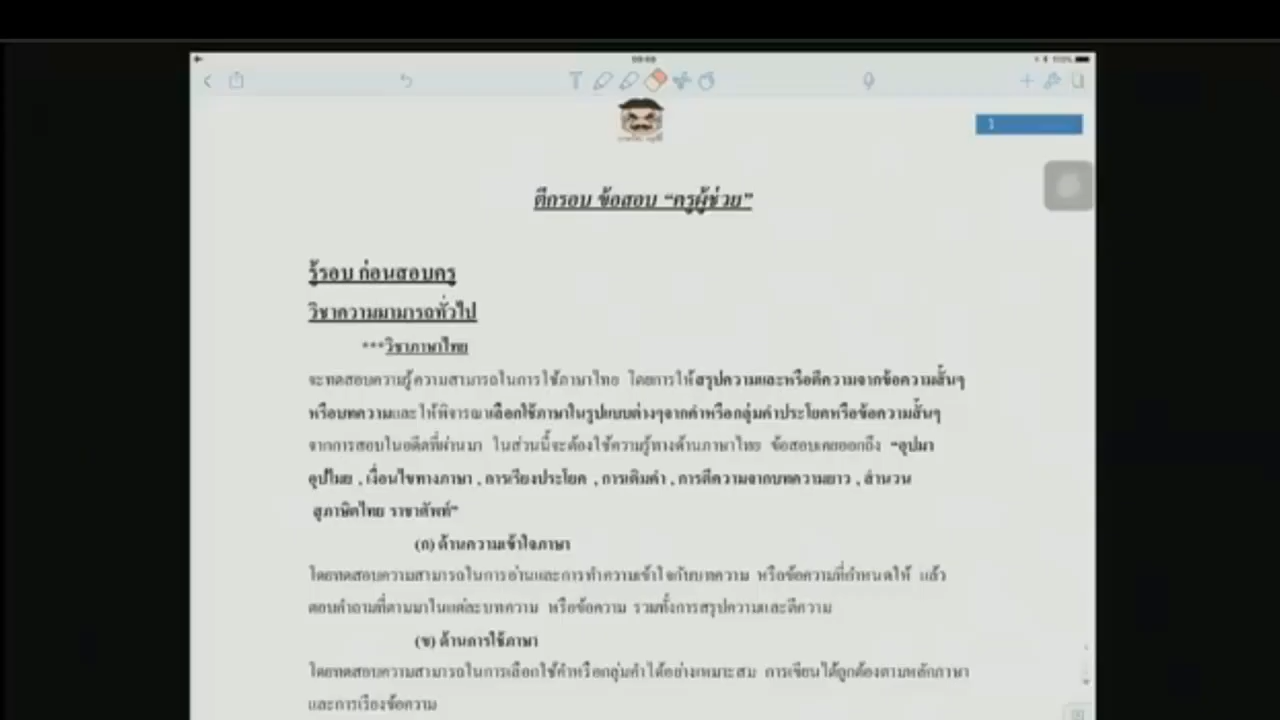 1
ตีกรอบ ข้อสอบ “ครูผู้ช่วย”
รู้รอบ ก่อนสอบครู
วิชาความมามารถทั่วไป
***วิชาภาษาไทย
จะทดสอบความรู้ความสามารถในการใช้ภาษาไทย โดยการให้สรุปความและหรือตีความจากข้อความสั้นๆ
หรือบทความและให้พิจารณาเลือกใช้ภาษาในรูปแบบต่างๆจากคำหรือกลุ่มคำประโยคหรือข้อความสั้นๆ
จากการสอบในอดีตที่ผ่านมา ในส่วนนี้จะต้องใช้ความรู้ทางด้านภาษาไทย ข้อสอบเคยออกถึง “อุปมา
อุปไมย , เงื่อนไขทางภาษา , การเรียงประโยค , การเติมคำ , การตีความจากบทความยาว , สำนวน
สุภาษิตไทย ราชาศัพท์”
(ก) ด้านความเข้าใจภาษา
โดยทดสอบความสามารถในการอ่านและการทำความเข้าใจกับบทความ หรือข้อความที่กำหนดให้ แล้ว
ตอบคำถามที่ตามมาในแต่ละบทความ หรือข้อความ รวมทั้งการสรุปความและตีความ
(ข) ด้านการใช้ภาษา
โดยทดสอบความสามารถในการเลือกใช้คำหรือกลุ่มคำได้อย่างเหมาะสม การเขียนได้ถูกต้องตามหลักภาษา
และการเรียงข้อความ